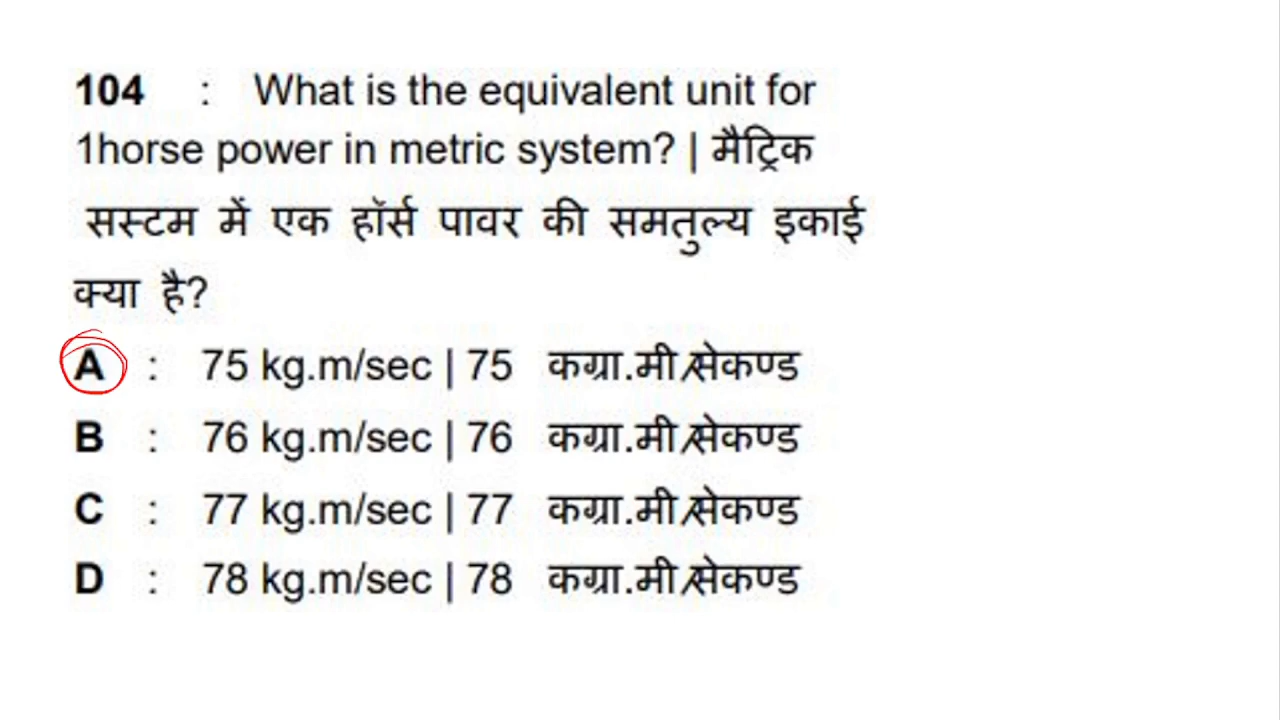 104 : What is the equivalent unit for
1horse power in metric system? | मैट्रिक
सस्टम में एक हॉर्स पावर की समतुल्य इकाई
क्या है?
A : 75 kg.m/sec | 75 कग्रा.मी/सेकण्ड
B : 76 kg.m/sec | 76 कग्रा.मी/सेकण्ड
C : 77 kg.m/sec | 77 कग्रा.मी/सेकण्ड
D : 78 kg.m/sec | 78 कग्रा.मी/सेकण्ड